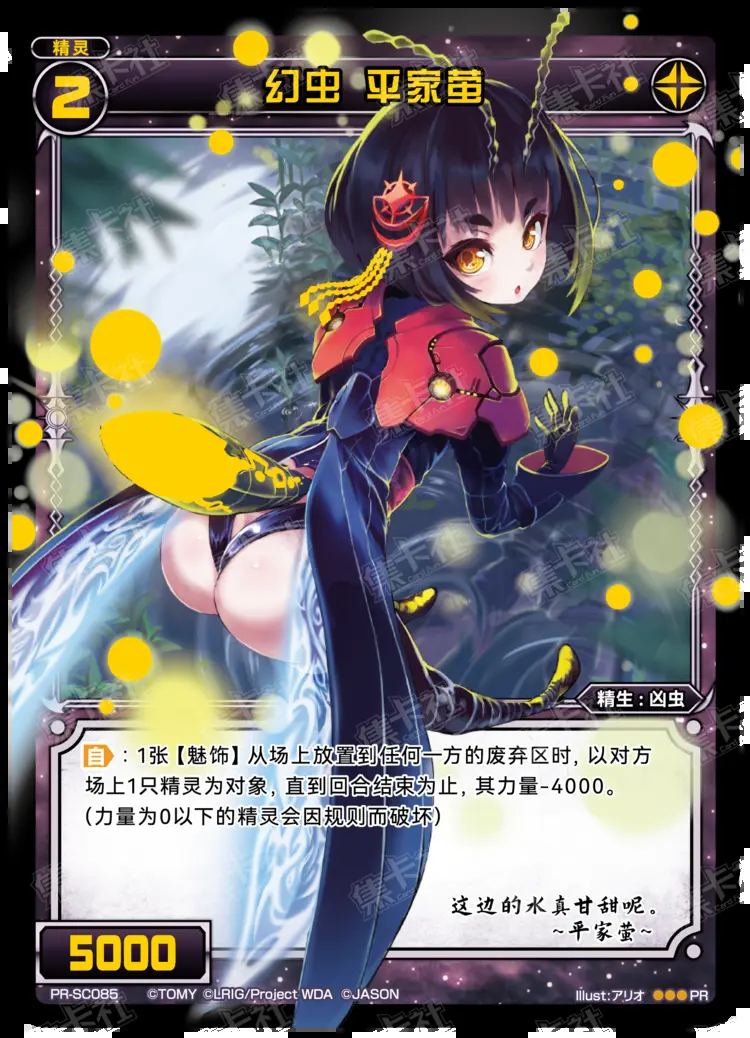 精灵
2
幻虫 平家萤
精生：凶虫
自：1张【魅饰】从场上放置到任何一方的废弃区时，以对方
场上1只精灵为对象，直到回合结束为止，其力量-4000。
（力量为0以下的精灵会因规则而破坏）
这边的水真甘甜呢。
～平家萤～
5000
PR-SC085 ©TOMY ©LRIG/Project WDA ©JASON Illust:アリオ PR
集卡社